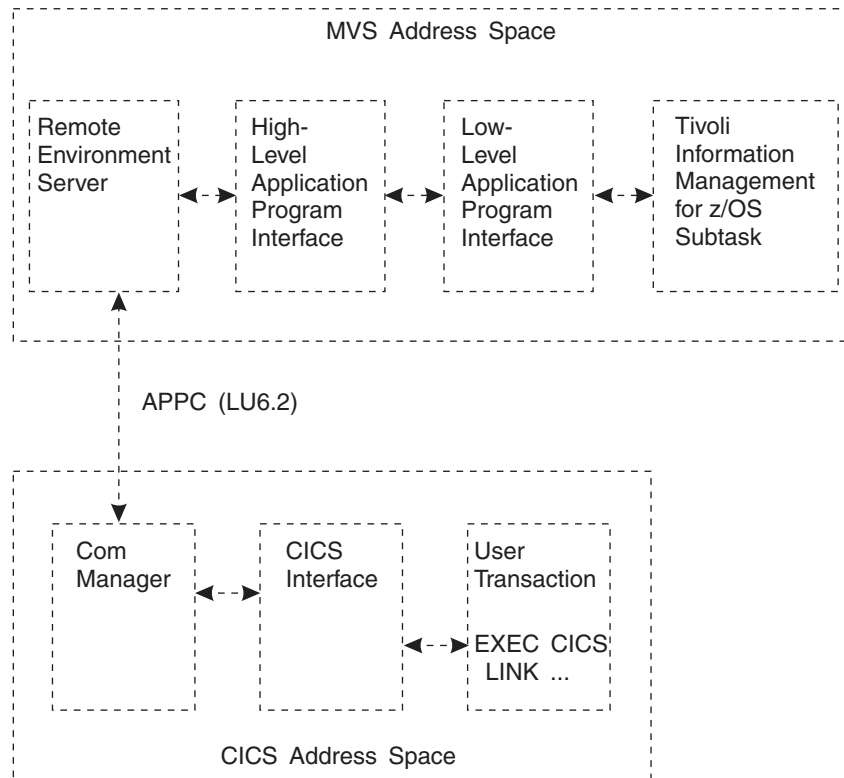 MVS Address Space
Remote
Environment
Server
High-
Level
Application
Program
Interface
Low-
Level
Application
Program
Interface
Tivoli
Information
Management
for z/OS
Subtask
APPC (LU6.2)
Com
Manager
CICS
Interface
User
Transaction
EXEC CICS
LINK ...
CICS Address Space